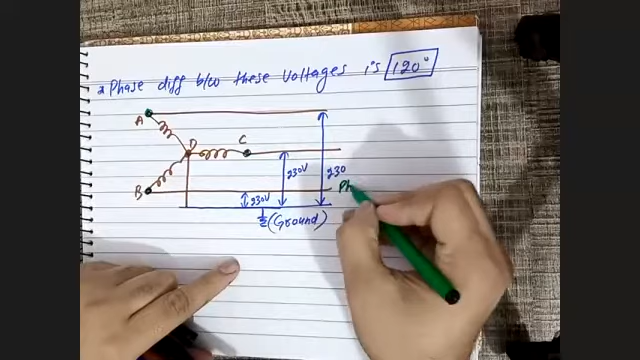 * Phase diff b/w these Voltages is 120°
A
D
C
230V
230
B
230V
Ph
(Ground)